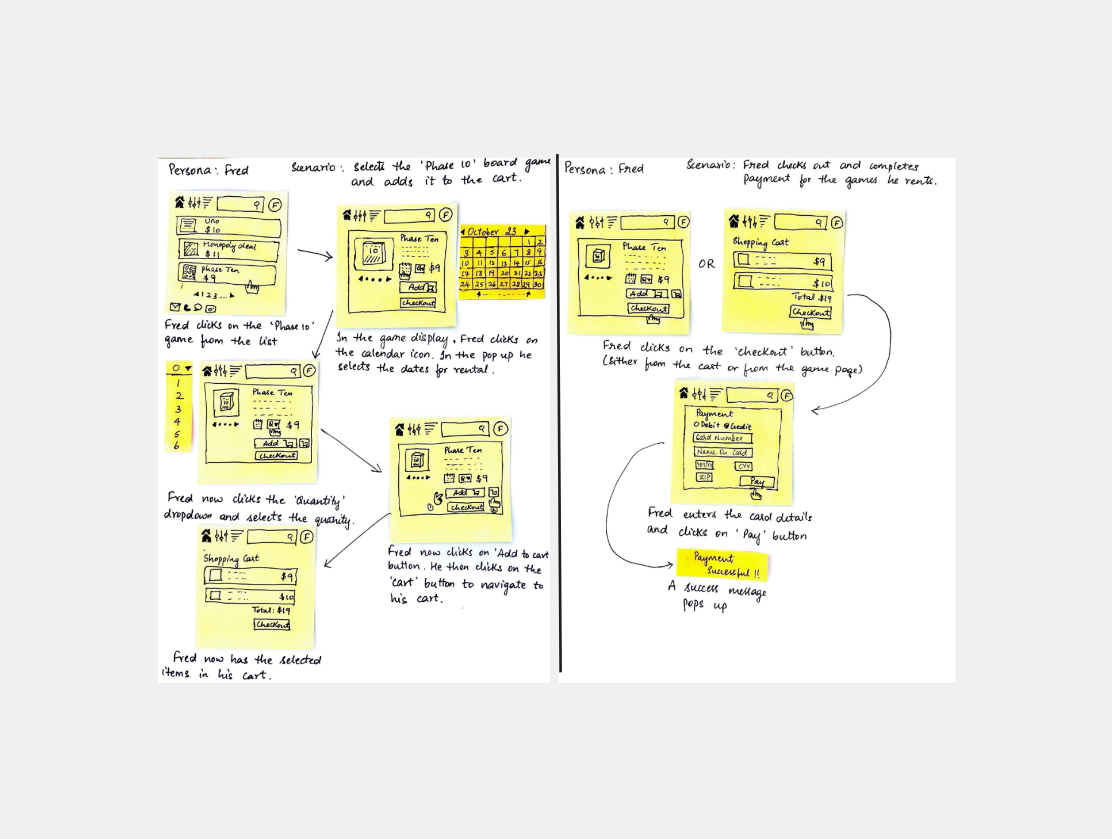 Persona: Fred
Scenario: selects the 'Phase 10' board game
and adds it to the cart.
F
Uno
$10
Monopoly deal
$11
Phase Ten
$9
1 2 3 ...
Fred clicks on the 'Phase 10'
game from the list
F
Phase Ten
10
$9
Add
Checkout
October 23
1 2
3 4 5 6 7 8 9
10 11 12 13 14 15 16
17 18 19 20 21 22 23
24 25 26 27 28 29 30
In the game display, Fred clicks on
the calendar icon. In the pop up he
selects the dates for rental.
0
1
2
3
4
5
6
F
Phase Ten
10
$9
Add
Checkout
Fred now clicks the 'Quantity'
dropdown and selects the quanity.
F
Phase Ten
10
$9
Add
Checkout
Fred now clicks on 'Add to cart
button. He then clicks on the
'cart' button to navigate to
his cart.
F
Shopping Cart
$9
$10
Total: $19
Checkout
Fred now has the selected
items in his cart.
Persona: Fred
Scenario: Fred checks out and completes
payment for the games he rents.
F
Phase Ten
$9
Add
Checkout
OR
F
Shopping Cart
$9
$10
Total $19
Checkout
Fred clicks on the 'checkout' button.
(Either from the cart or from the game page)
F
Payment
Debit Credit
Card Number
Name On Card
CVV
ZIP
Pay
Fred enters the card details
and clicks on 'Pay' button
Payment
Successful !!
A success message
pops up